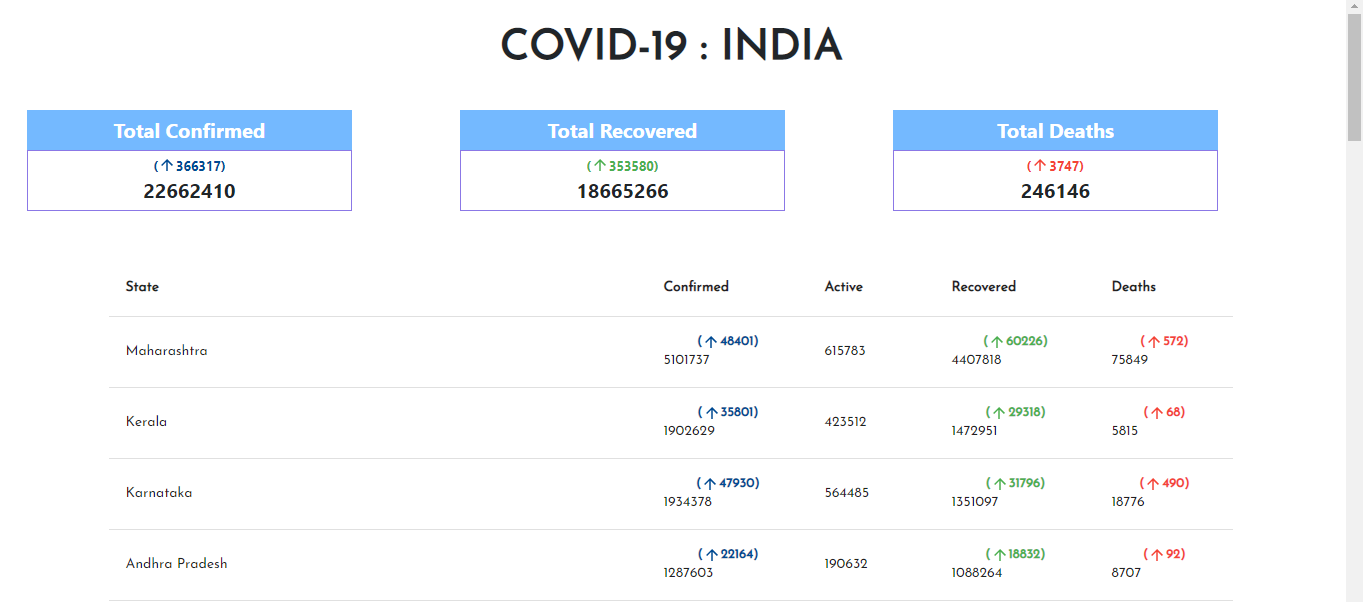 COVID-19 : INDIA
Total Confirmed
(↑ 366317)
22662410
Total Recovered
(↑ 353580)
18665266
Total Deaths
(↑ 3747)
246146
State Confirmed Active Recovered Deaths
(↑ 48401) (↑ 60226) (↑ 572)
Maharashtra 5101737 615783 4407818 75849
(↑ 35801) (↑ 29318) (↑ 68)
Kerala 1902629 423512 1472951 5815
(↑ 47930) (↑ 31796) (↑ 490)
Karnataka 1934378 564485 1351097 18776
(↑ 22164) (↑ 18832) (↑ 92)
Andhra Pradesh 1287603 190632 1088264 8707